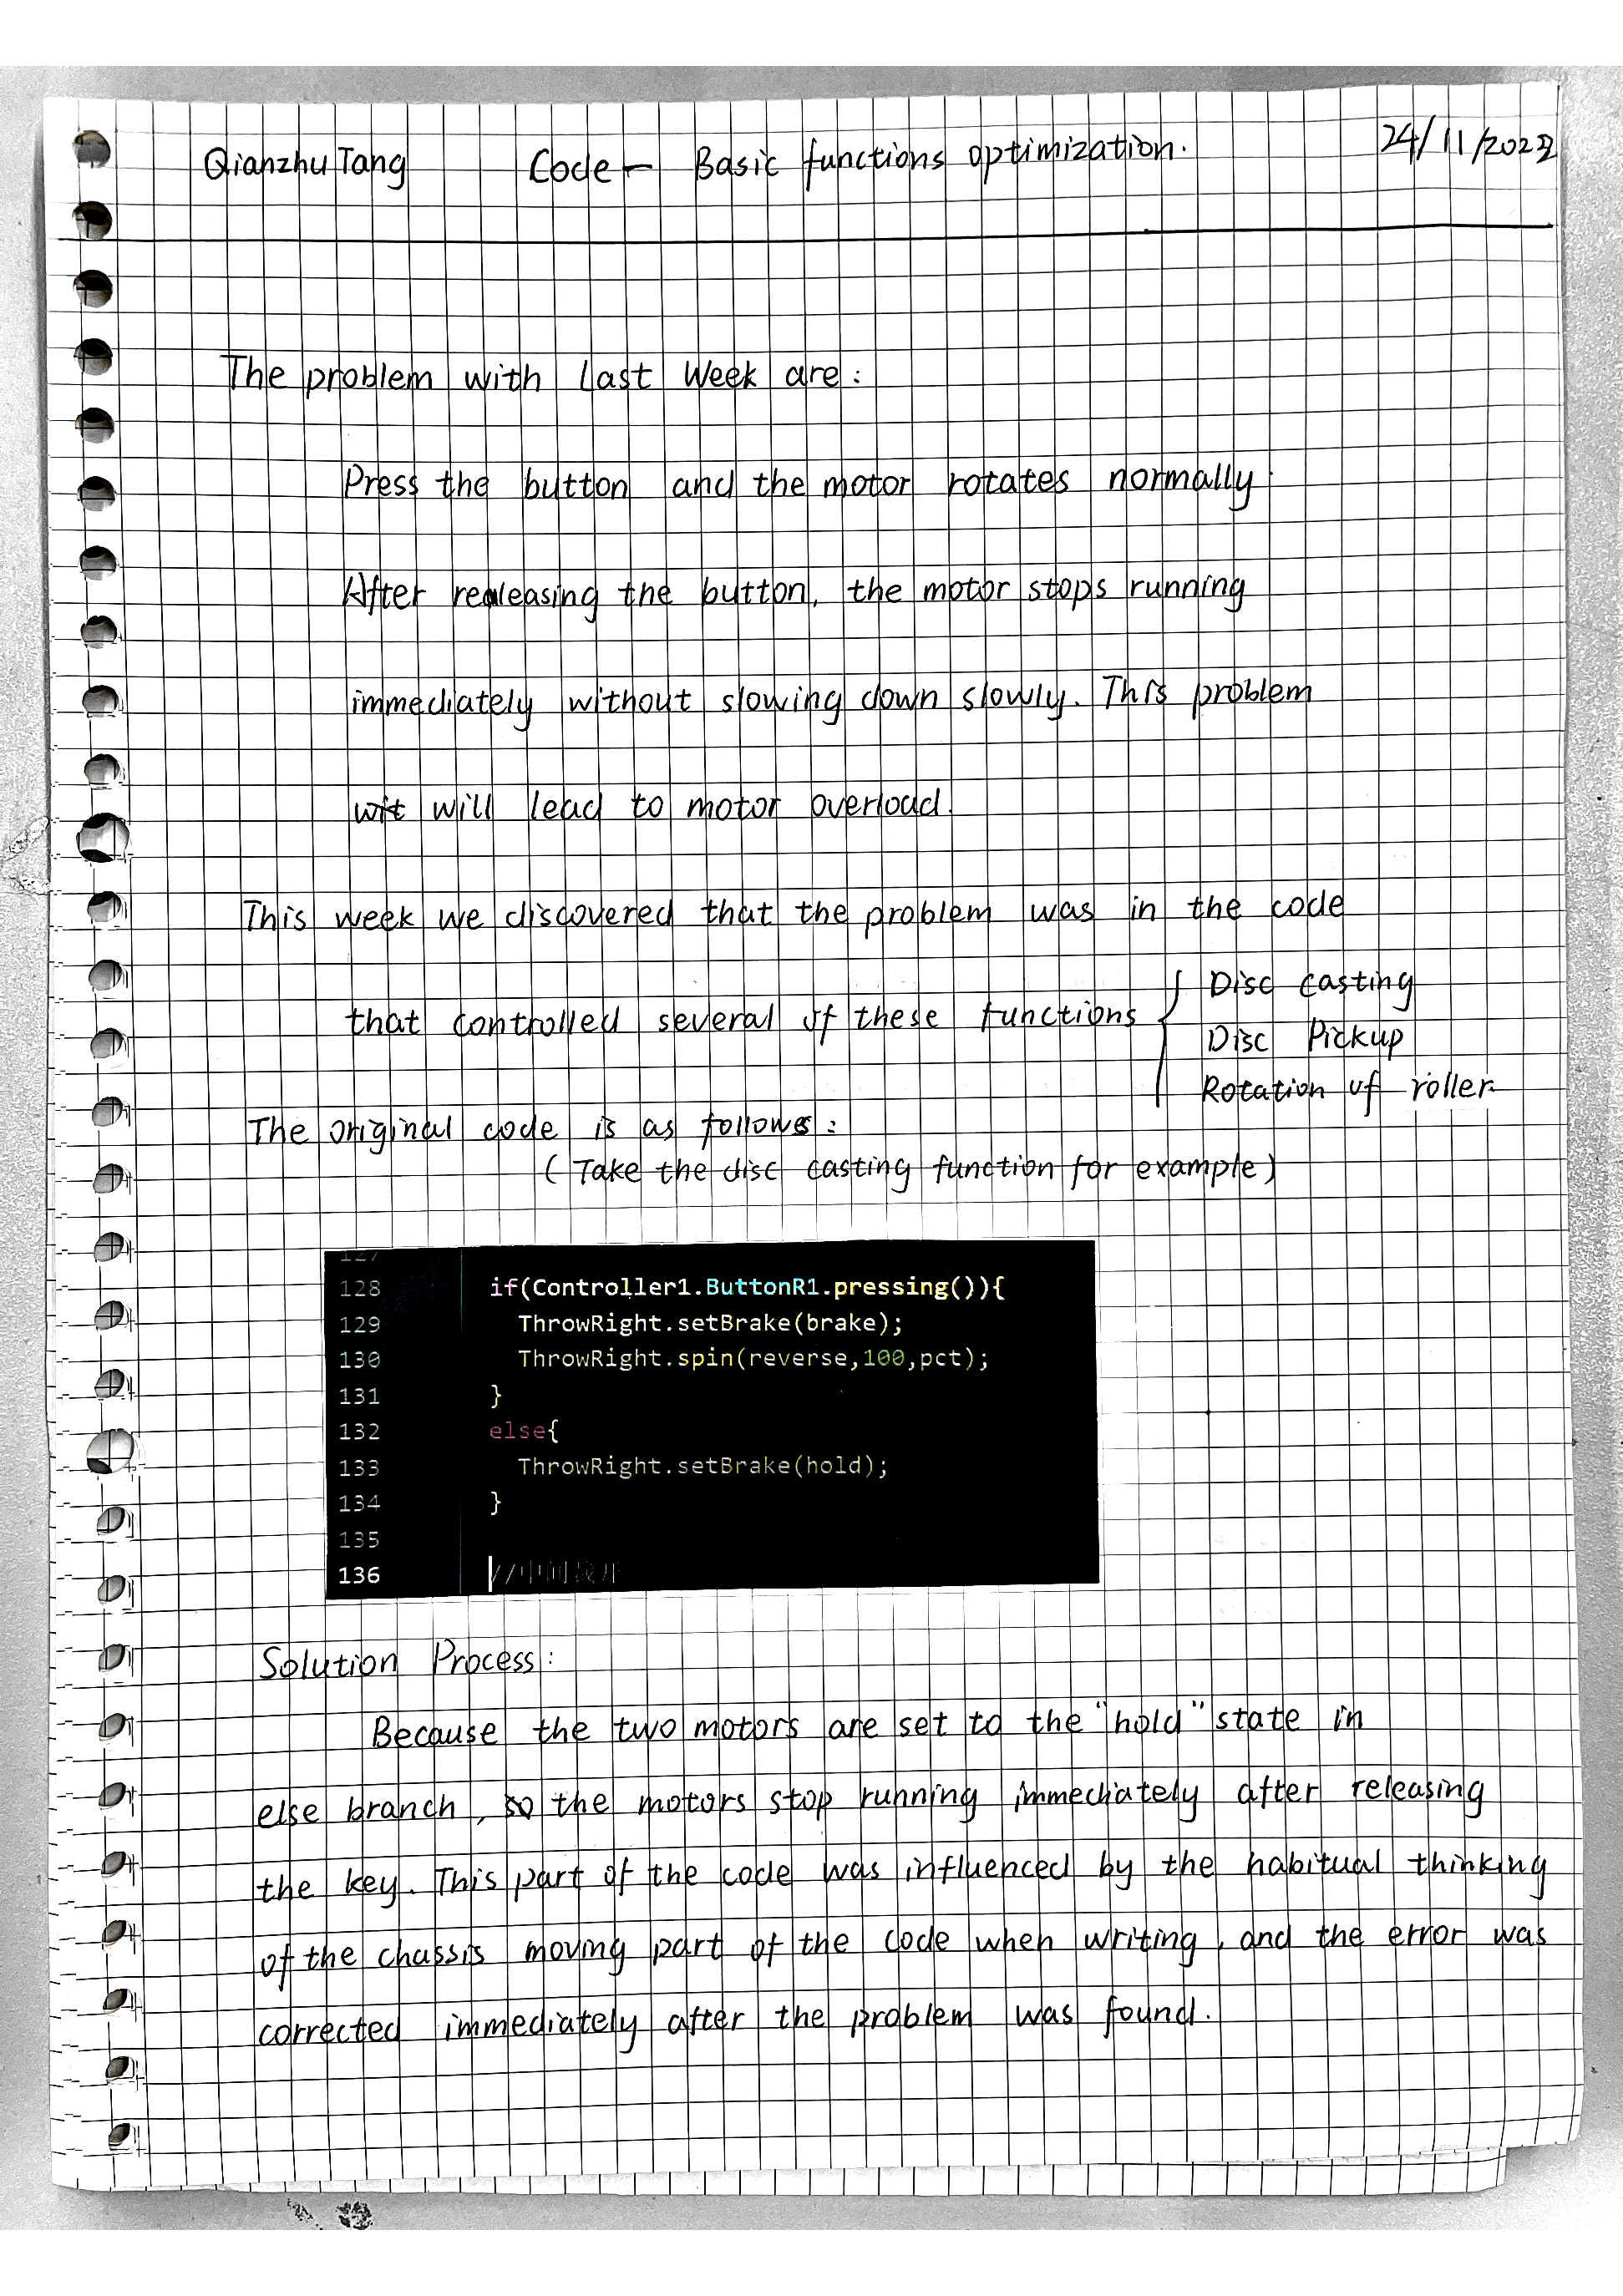 Qianzhu Tang Code - Basic functions optimization. 24/11/2022
The problem with last week are:
Press the button and the motor rotates normally.
After realeasing the button, the motor stops running
immediately without slowing down slowly. This problem
will lead to motor overload.
This week we discovered that the problem was in the code
that controlled several of these functions { Disc casting
Disc Pickup
Rotation of roller
The original code is as follows:
(Take the disc casting function for example)
127
128 if(Controller1.ButtonR1.pressing()){
129 ThrowRight.setBrake(brake);
130 ThrowRight.spin(reverse,100,pct);
131 }
132 else{
133 ThrowRight.setBrake(hold);
134 }
135
136 //
Solution Process:
Because the two motors are set to the "hold" state in
else branch, so the motors stop running immediately after releasing
the key. This part of the code was influenced by the habitual thinking
of the chassis moving part of the code when writing, and the error was
corrected immediately after the problem was found.